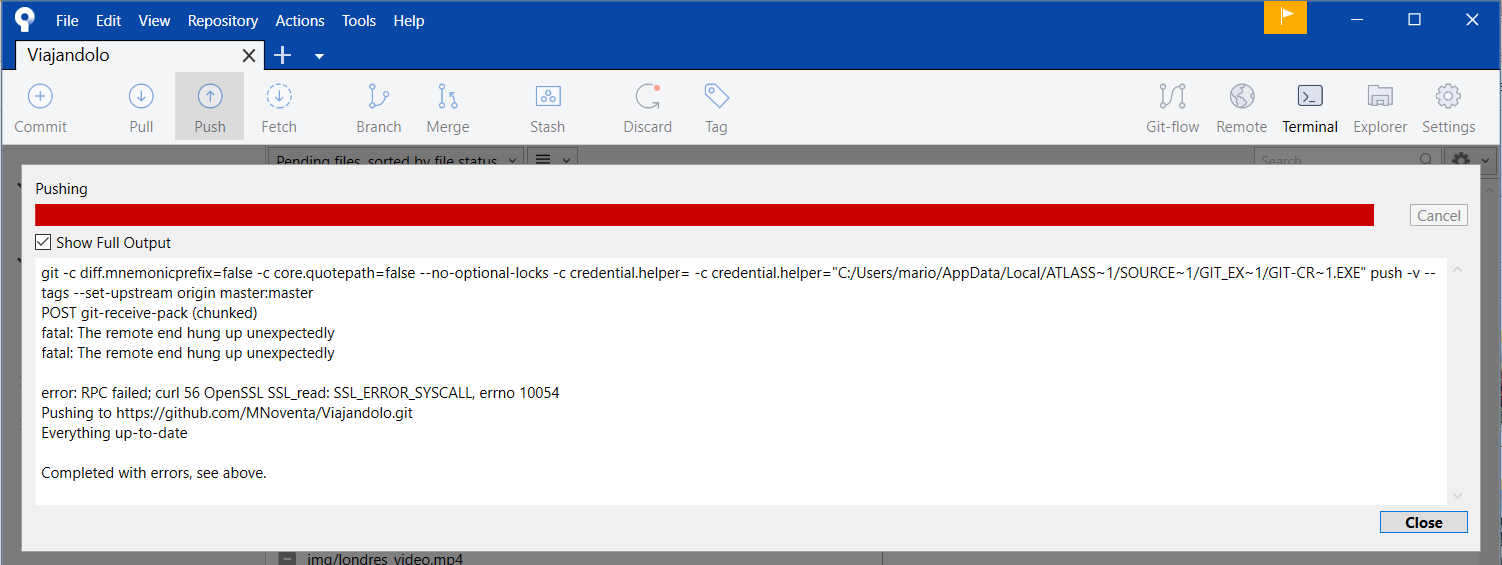 File Edit View Repository Actions Tools Help
Viajandolo
Commit Pull Push Fetch Branch Merge Stash Discard Tag Git-flow Remote Terminal Explorer Settings
Pending files, sorted by file status Search
Pushing
Cancel
Show Full Output
git -c diff.mnemonicprefix=false -c core.quotepath=false --no-optional-locks -c credential.helper= -c credential.helper="C:/Users/mario/AppData/Local/ATLASS~1/SOURCE~1/GIT_EX~1/GIT-CR~1.EXE" push -v --
tags --set-upstream origin master:master
POST git-receive-pack (chunked)
fatal: The remote end hung up unexpectedly
fatal: The remote end hung up unexpectedly
error: RPC failed; curl 56 OpenSSL SSL_read: SSL_ERROR_SYSCALL, errno 10054
Pushing to https://github.com/MNoventa/Viajandolo.git
Everything up-to-date
Completed with errors, see above.
Close
img/londres_video.mp4